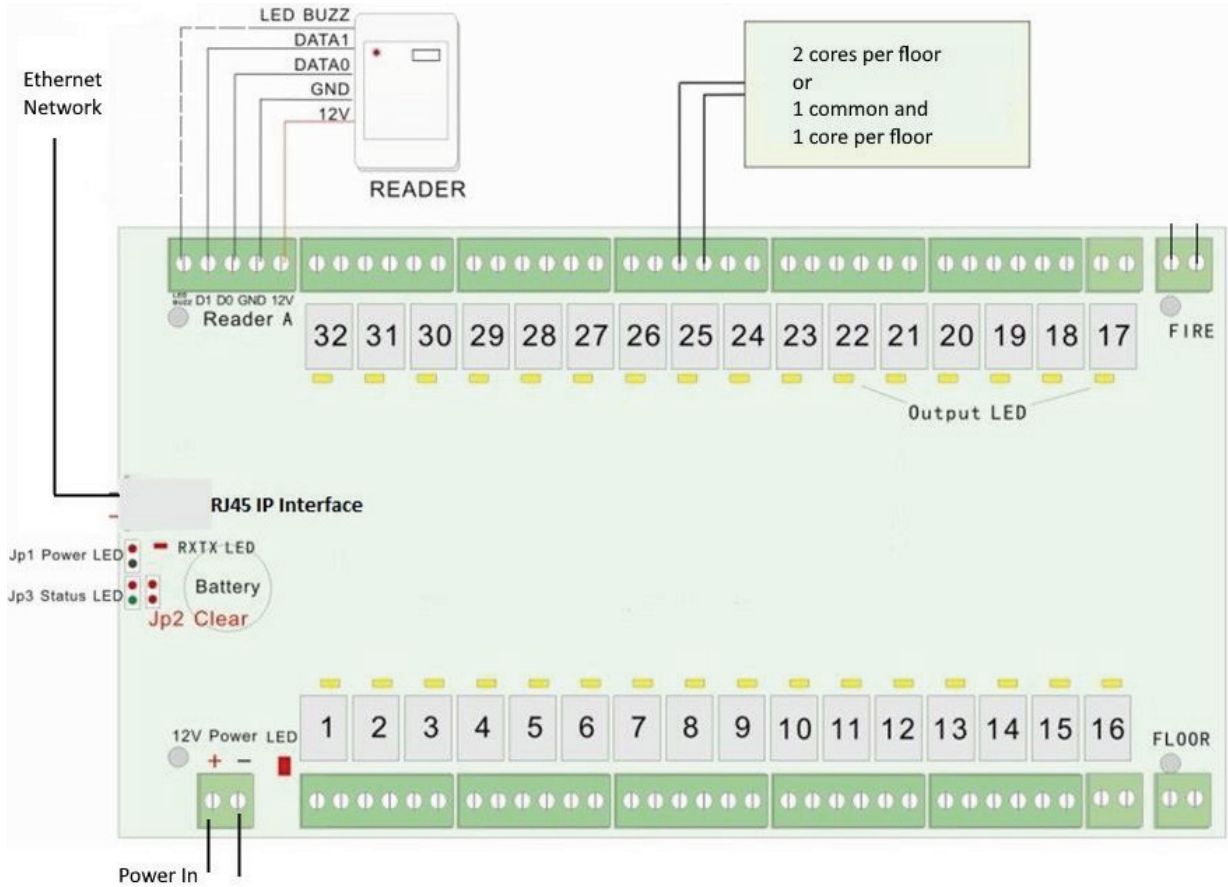 LED BUZZ
DATA1
DATA0
GND
12V
READER
Ethernet
Network
2 cores per floor
or
1 common and
1 core per floor
LED
BUZZ D1 D0 GND 12V
Reader A
32 31 30 29 28 27 26 25 24 23 22 21 20 19 18 17
FIRE
Output LED
RJ45 IP Interface
Jp1 Power LED
RXTX LED
Jp3 Status LED
Battery
Jp2 Clear
12V Power LED
+ −
1 2 3 4 5 6 7 8 9 10 11 12 13 14 15 16
FLOOR
Power In